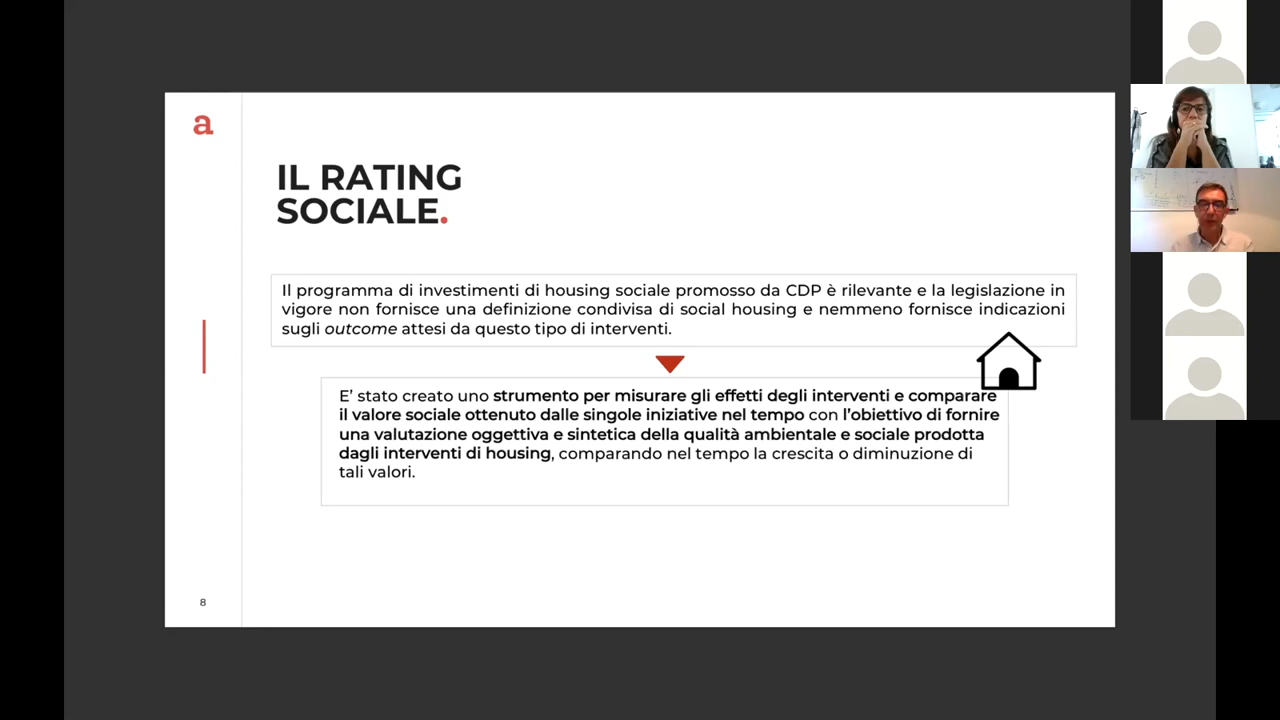 a
IL RATING
SOCIALE.
Il programma di investimenti di housing sociale promosso da CDP è rilevante e la legislazione in
vigore non fornisce una definizione condivisa di social housing e nemmeno fornisce indicazioni
sugli outcome attesi da questo tipo di interventi.
E' stato creato uno strumento per misurare gli effetti degli interventi e comparare
il valore sociale ottenuto dalle singole iniziative nel tempo con l'obiettivo di fornire
una valutazione oggettiva e sintetica della qualità ambientale e sociale prodotta
dagli interventi di housing, comparando nel tempo la crescita o diminuzione di
tali valori.
8